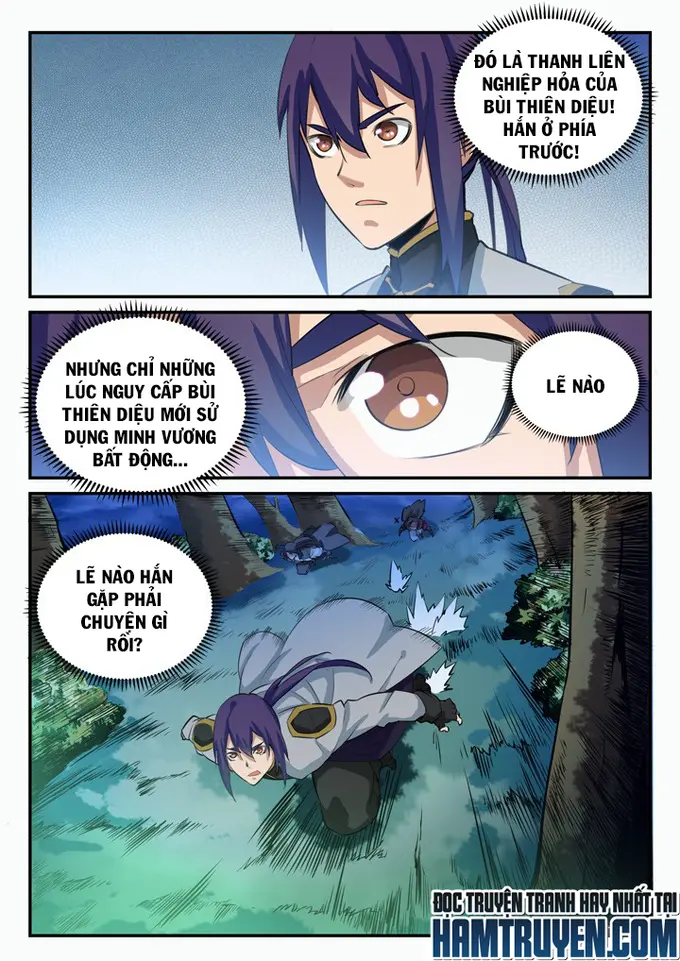 ĐÓ LÀ THANH LIÊN
NGHIỆP HỎA CỦA
BÙI THIÊN DIỆU!
HẮN Ở PHÍA
TRƯỚC!
NHƯNG CHỈ NHỮNG
LÚC NGUY CẤP BÙI
THIÊN DIỆU MỚI SỬ
DỤNG MINH VƯƠNG
BẤT ĐỘNG...
LẼ NÀO
LẼ NÀO HẮN
GẶP PHẢI
CHUYỆN GÌ
RỒI?
ĐỌC TRUYỆN TRANH HAY NHẤT TẠI
HAMTRUYEN.COM